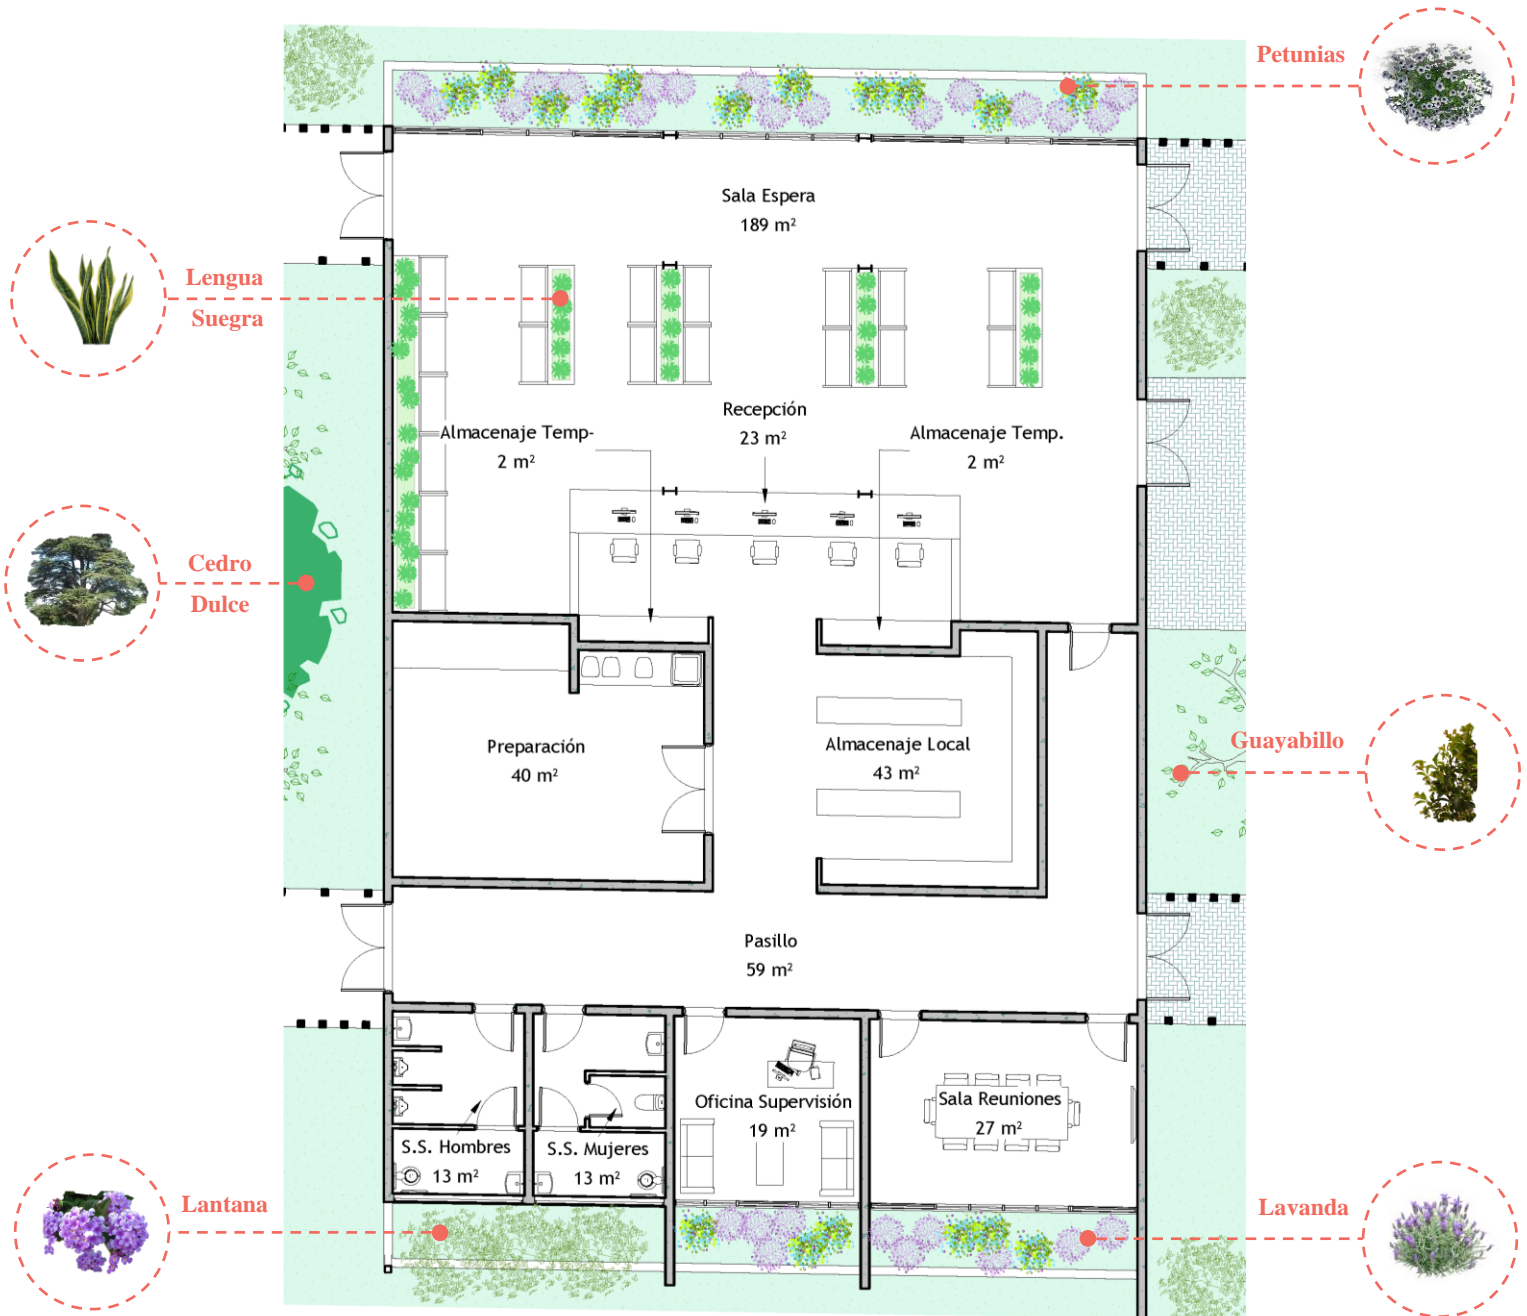 Petunias
Sala Espera
189 m²
Lengua
Suegra
Recepción
23 m²
Almacenaje Temp-
2 m²
Almacenaje Temp.
2 m²
Cedro
Dulce
Preparación
40 m²
Almacenaje Local
43 m²
Guayabillo
Pasillo
59 m²
Oficina Supervisión
19 m²
Sala Reuniones
27 m²
S.S. Hombres
13 m²
S.S. Mujeres
13 m²
Lantana
Lavanda